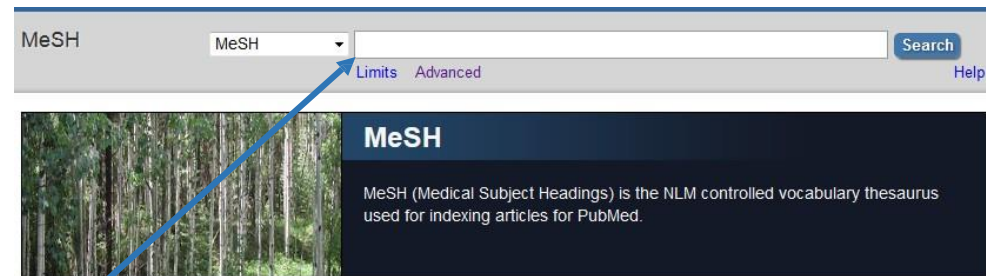 MeSH MeSH Search
Limits Advanced Help
MeSH
MeSH (Medical Subject Headings) is the NLM controlled vocabulary thesaurus
used for indexing articles for PubMed.